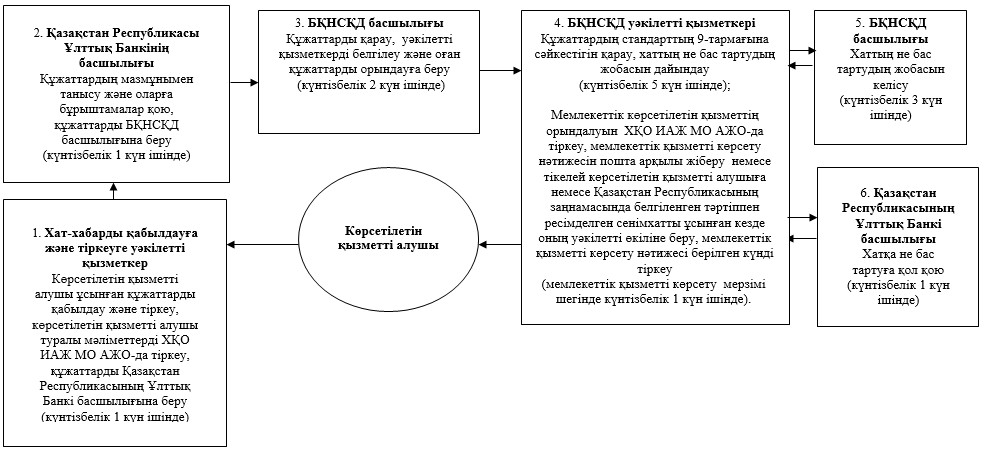 1. Хат-хабарды қабылдауға
және тіркеуге уәкілетті
қызметкер
Көрсетілетін қызметті
алушы ұсынған құжаттарды
қабылдау және тіркеу,
көрсетілетін қызметті алушы
туралы мәліметтерді ХҚО
ИАЖ МО АЖО-да тіркеу,
құжаттарды Қазақстан
Республикасының Ұлттық
Банкі басшылығына беру
(күнтізбелік 1 күн ішінде)
2. Қазақстан Республикасы
Ұлттық Банкінің
басшылығы
Құжаттардың мазмұнымен
танысу және оларға
бұрыштамалар қою,
құжаттарды БҚНСҚД
басшылығына беру
(күнтізбелік 1 күн ішінде)
3. БҚНСҚД басшылығы
Құжаттарды қарау, уәкілетті
қызметкерді белгілеу және оған
құжаттарды орындауға беру
(күнтізбелік 2 күн ішінде)
4. БҚНСҚД уәкілетті қызметкері
Құжаттардың стандарттың 9-тармағына
сәйкестігін қарау, хаттың не бас тартудың
жобасын дайындау
(күнтізбелік 5 күн ішінде);
Мемлекеттік көрсетілетін қызметтің
орындалуын ХҚО ИАЖ МО АЖО-да
тіркеу, мемлекеттік қызметті көрсету
нәтижесін пошта арқылы жіберу немесе
тікелей көрсетілетін қызметті алушыға
немесе Қазақстан Республикасының
заңнамасында белгіленген тәртіппен
ресімделген сенімхатты ұсынған кезде
оның уәкілетті өкіліне беру, мемлекеттік
қызметті көрсету нәтижесі берілген күнді
тіркеу
(мемлекеттік қызметті көрсету мерзімі
шегінде күнтізбелік 1 күн ішінде).
5. БҚНСҚД
басшылығы
Хаттың не бас
тартудың жобасын
келісу
(күнтізбелік 3 күн
ішінде)
6. Қазақстан
Республикасының
Ұлттық Банкі
басшылығы
Хатқа не бас
тартуға қол қою
(күнтізбелік 1 күн
ішінде)
Көрсетілетін
қызметті алушы